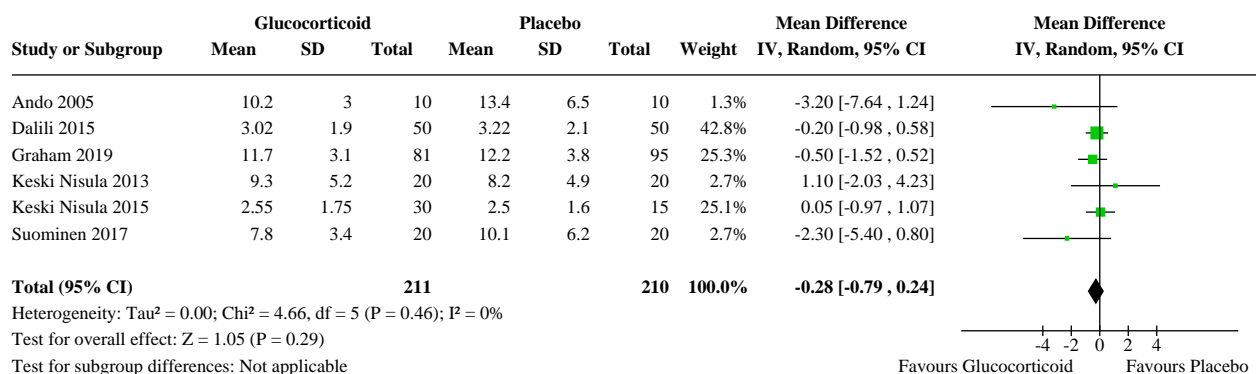 Glucocorticoid Placebo Mean Difference Mean Difference
Study or Subgroup Mean SD Total Mean SD Total Weight IV, Random, 95% CI IV, Random, 95% CI
Ando 2005 10.2 3 10 13.4 6.5 10 1.3% -3.20 [-7.64 , 1.24]
Dalili 2015 3.02 1.9 50 3.22 2.1 50 42.8% -0.20 [-0.98 , 0.58]
Graham 2019 11.7 3.1 81 12.2 3.8 95 25.3% -0.50 [-1.52 , 0.52]
Keski Nisula 2013 9.3 5.2 20 8.2 4.9 20 2.7% 1.10 [-2.03 , 4.23]
Keski Nisula 2015 2.55 1.75 30 2.5 1.6 15 25.1% 0.05 [-0.97 , 1.07]
Suominen 2017 7.8 3.4 20 10.1 6.2 20 2.7% -2.30 [-5.40 , 0.80]
Total (95% CI) 211 210 100.0% -0.28 [-0.79 , 0.24]
Heterogeneity: Tau² = 0.00; Chi² = 4.66, df = 5 (P = 0.46); I² = 0%
Test for overall effect: Z = 1.05 (P = 0.29) -4 -2 0 2 4
Test for subgroup differences: Not applicable Favours Glucocorticoid Favours Placebo